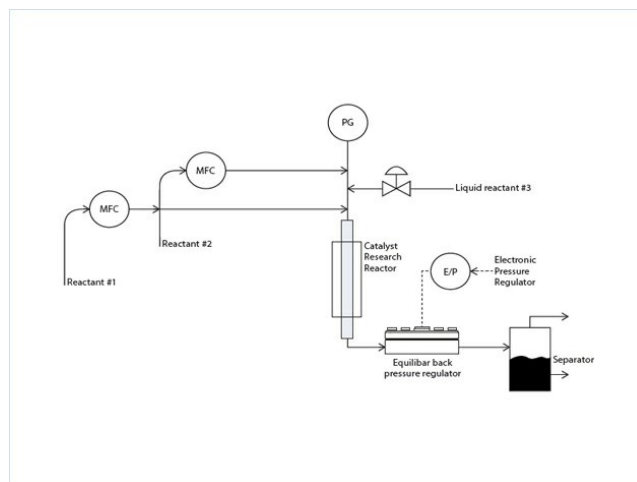 PG
MFC
MFC
Liquid reactant #3
Reactant #2
Reactant #1
Catalyst
Research
Reactor
E/P
Electronic
Pressure
Regulator
Equilibar back
pressure regulator
Separator